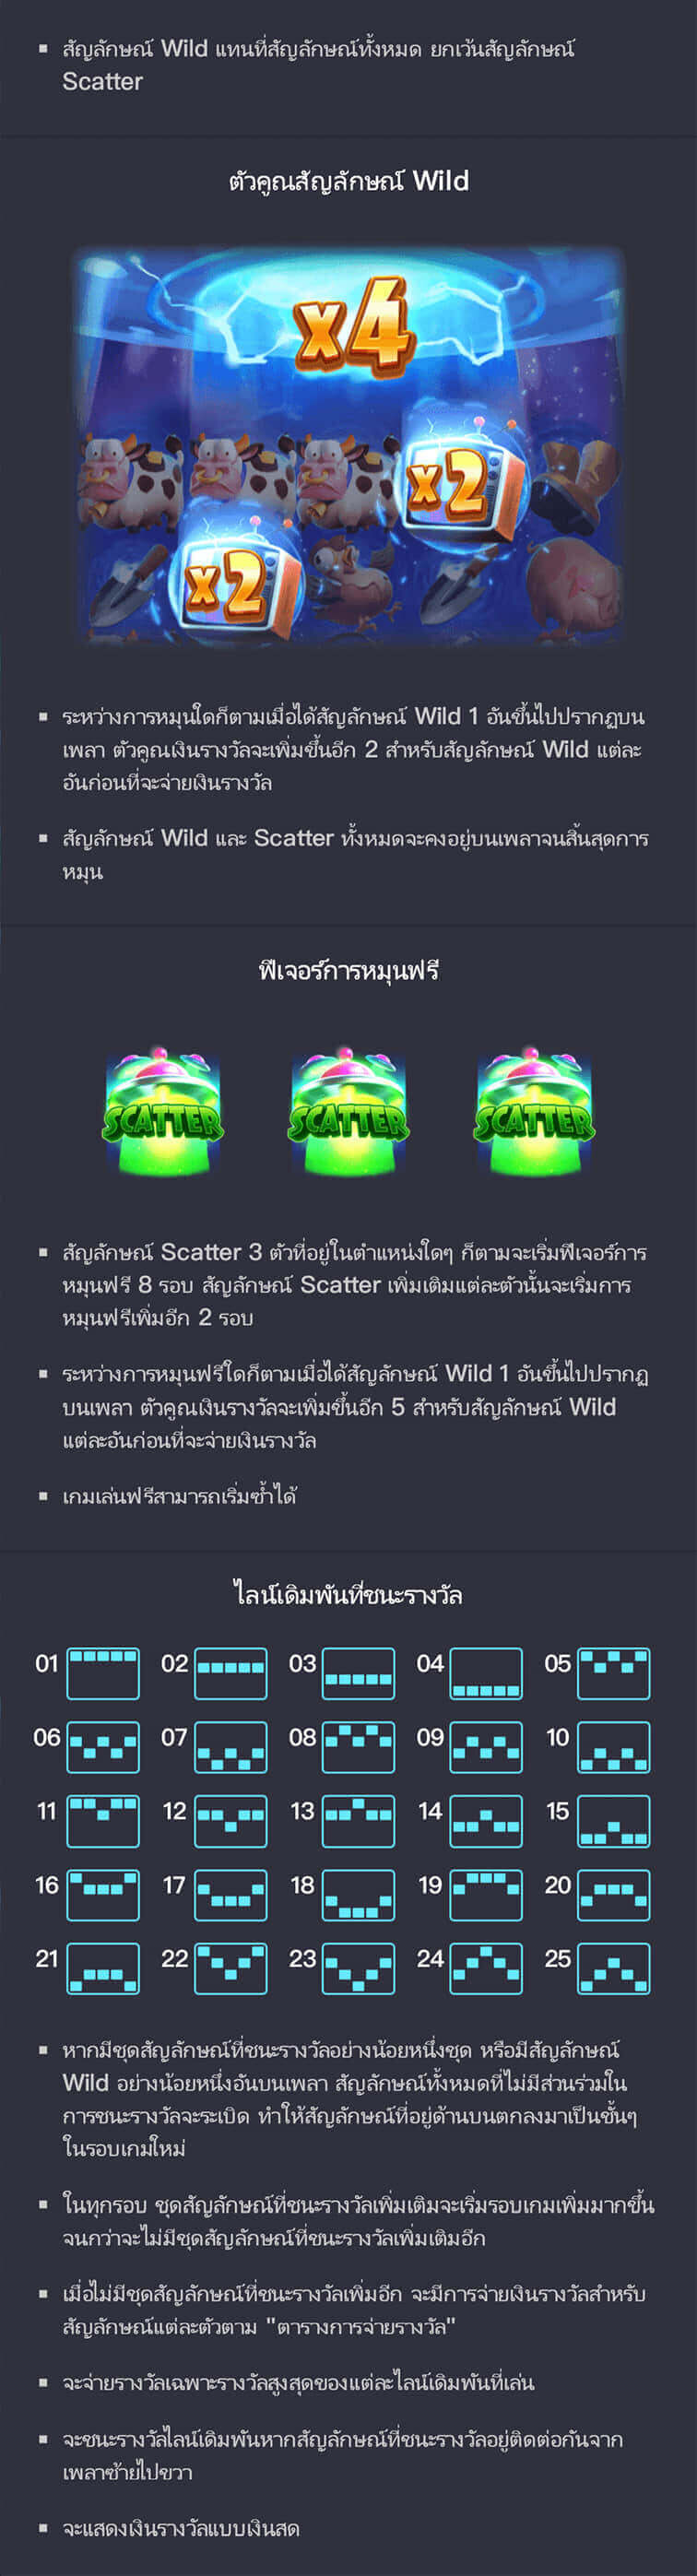 สัญลักษณ์ Wild แทนที่สัญลักษณ์ทั้งหมด ยกเว้นสัญลักษณ์
Scatter
ตัวคูณสัญลักษณ์ Wild
x4
x2
x2
ระหว่างการหมุนใดก็ตามเมื่อได้สัญลักษณ์ Wild 1 อันขึ้นไปปรากฏบน
เพลา ตัวคูณเงินรางวัลจะเพิ่มขึ้นอีก 2 สำหรับสัญลักษณ์ Wild แต่ละ
อันก่อนที่จะจ่ายเงินรางวัล
สัญลักษณ์ Wild และ Scatter ทั้งหมดจะคงอยู่บนเพลาจนสิ้นสุดการ
หมุน
ฟีเจอร์การหมุนฟรี
SCATTER SCATTER SCATTER
สัญลักษณ์ Scatter 3 ตัวที่อยู่ในตำแหน่งใดๆ ก็ตามจะเริ่มฟีเจอร์การ
หมุนฟรี 8 รอบ สัญลักษณ์ Scatter เพิ่มเติมแต่ละตัวนั้นจะเริ่มการ
หมุนฟรีเพิ่มอีก 2 รอบ
ระหว่างการหมุนฟรีใดก็ตามเมื่อได้สัญลักษณ์ Wild 1 อันขึ้นไปปรากฏ
บนเพลา ตัวคูณเงินรางวัลจะเพิ่มขึ้นอีก 5 สำหรับสัญลักษณ์ Wild
แต่ละอันก่อนที่จะจ่ายเงินรางวัล
เกมเล่นฟรีสามารถเริ่มซ้ำได้
ไลน์เดิมพันที่ชนะรางวัล
01 02 03 04 05
06 07 08 09 10
11 12 13 14 15
16 17 18 19 20
21 22 23 24 25
หากมีชุดสัญลักษณ์ที่ชนะรางวัลอย่างน้อยหนึ่งชุด หรือมีสัญลักษณ์
Wild อย่างน้อยหนึ่งอันบนเพลา สัญลักษณ์ทั้งหมดที่ไม่มีส่วนร่วมใน
การชนะรางวัลจะระเบิด ทำให้สัญลักษณ์ที่อยู่ด้านบนตกลงมาเป็นชั้นๆ
ในรอบเกมใหม่
ในทุกรอบ ชุดสัญลักษณ์ที่ชนะรางวัลเพิ่มเติมจะเริ่มรอบเกมเพิ่มมากขึ้น
จนกว่าจะไม่มีชุดสัญลักษณ์ที่ชนะรางวัลเพิ่มเติมอีก
เมื่อไม่มีชุดสัญลักษณ์ที่ชนะรางวัลเพิ่มอีก จะมีการจ่ายเงินรางวัลสำหรับ
สัญลักษณ์แต่ละตัวตาม "ตารางการจ่ายรางวัล"
จะจ่ายรางวัลเฉพาะรางวัลสูงสุดของแต่ละไลน์เดิมพันที่เล่น
จะชนะรางวัลไลน์เดิมพันหากสัญลักษณ์ที่ชนะรางวัลอยู่ติดต่อกันจาก
เพลาซ้ายไปขวา
จะแสดงเงินรางวัลแบบเงินสด